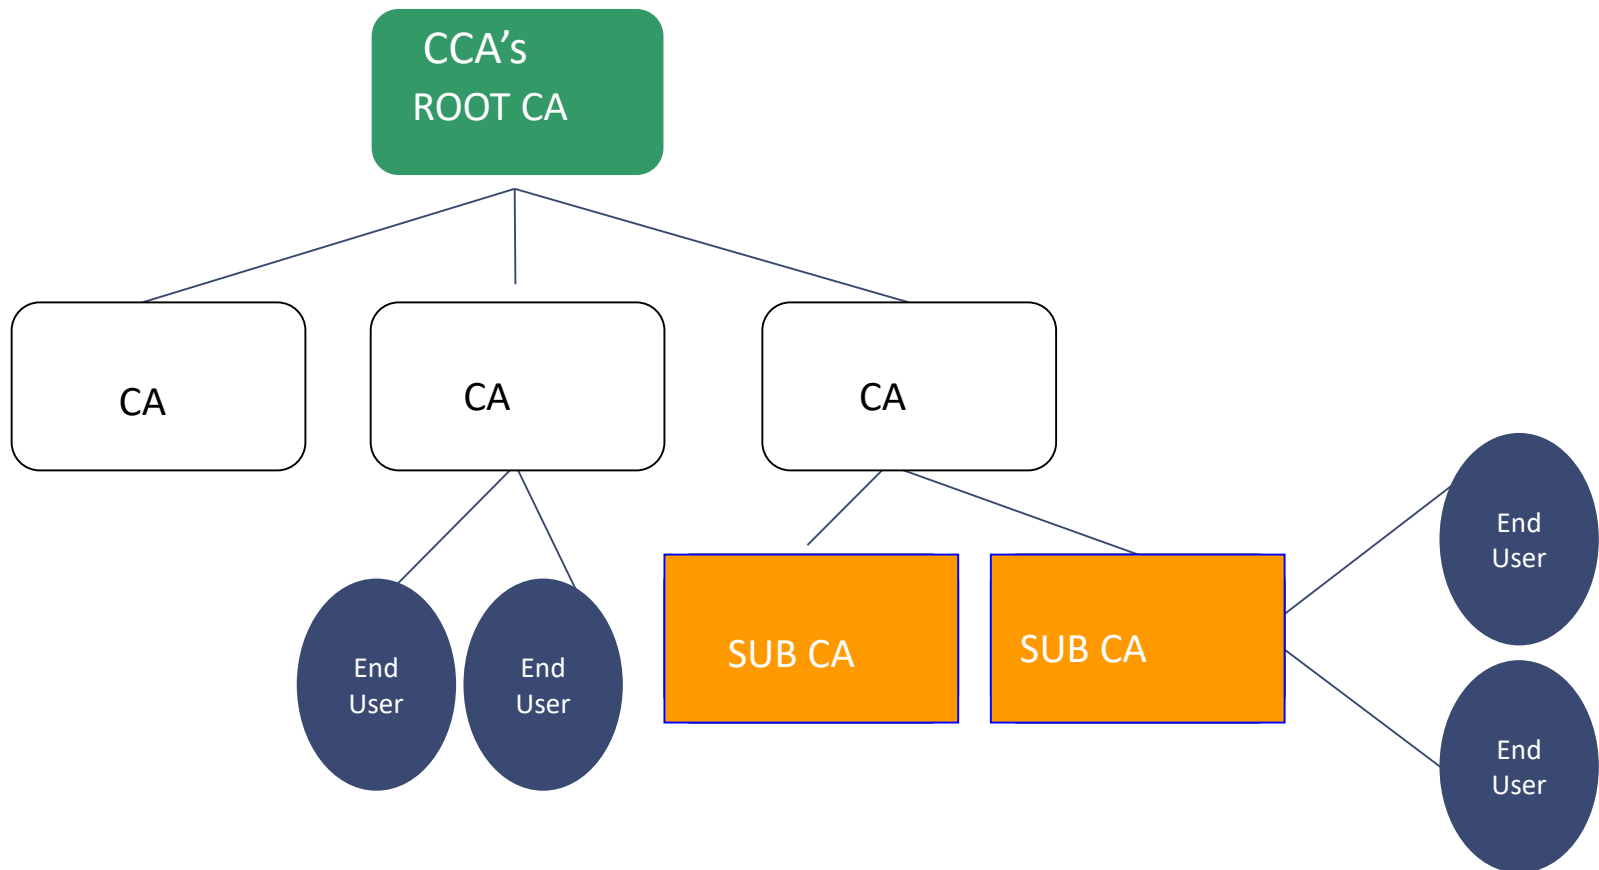 CCA’s
ROOT CA
CA
CA
CA
End
User
End
User
SUB CA
SUB CA
End
User
End
User